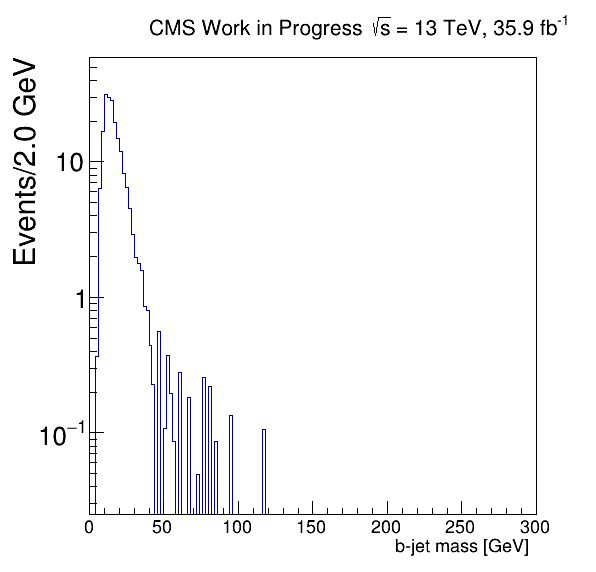 CMS Work in Progress √s = 13 TeV, 35.9 fb⁻¹
Events/2.0 GeV
10
1
10⁻¹
0 50 100 150 200 250 300
b-jet mass [GeV]